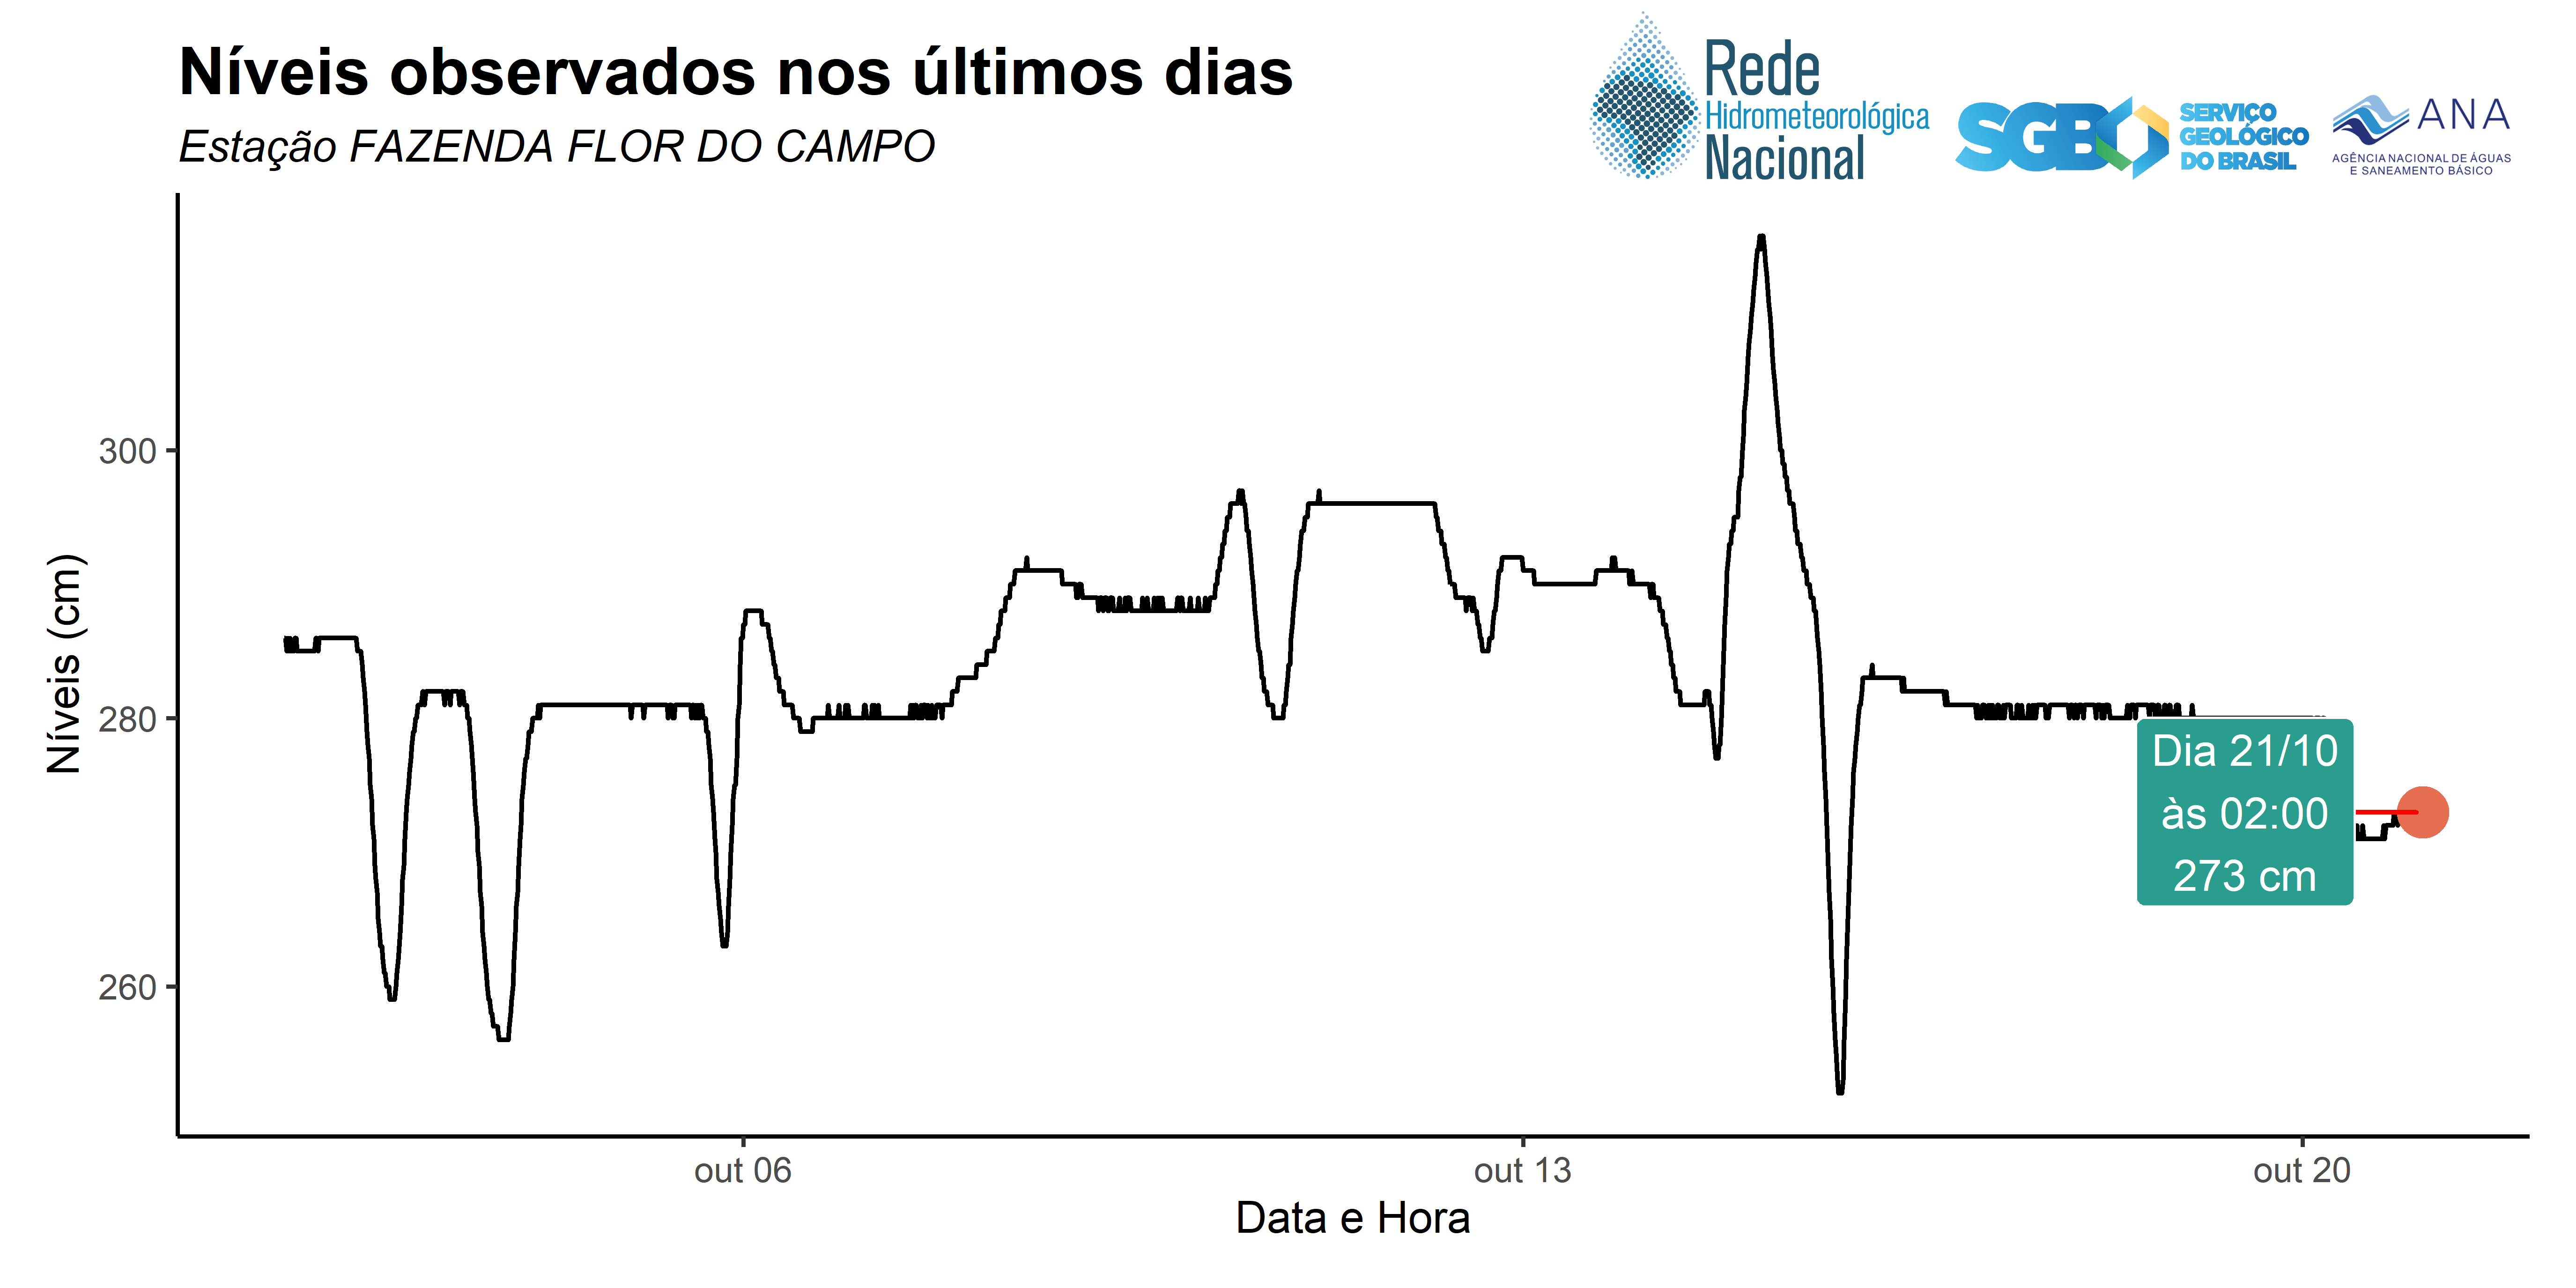 Níveis observados nos últimos dias
Estação FAZENDA FLOR DO CAMPO
Rede
Hidrometeorológica
Nacional
SGB
SERVIÇO
GEOLÓGICO
DO BRASIL
ANA
AGÊNCIA NACIONAL DE ÁGUAS
E SANEAMENTO BÁSICO
Níveis (cm)
300
280
260
Dia 21/10
às 02:00
273 cm
out 06
out 13
out 20
Data e Hora